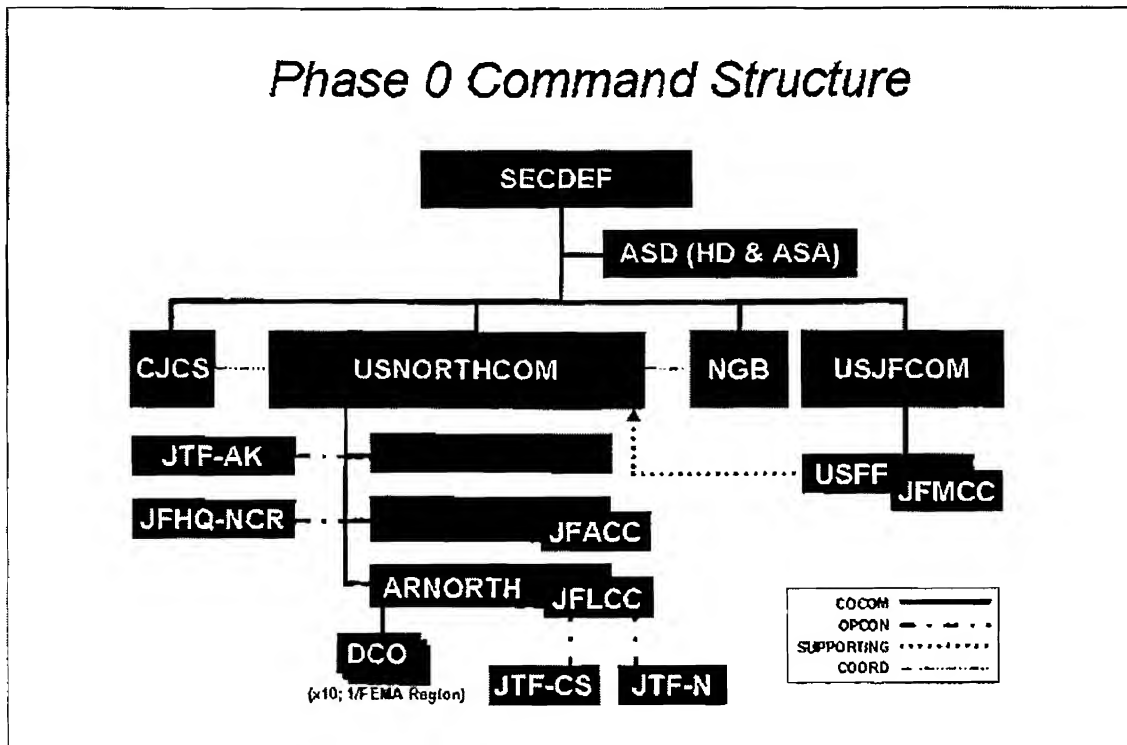 Phase 0 Command Structure
SECDEF
ASD (HD & ASA)
CJCS
USNORTHCOM
NGB
USJFCOM
JTF-AK
USFF
JFMCC
JFHQ-NCR
JFACC
ARNORTH
JFLCC
DCO
(x10; 1/FEMA Region)
JTF-CS
JTF-N
COCOM
OPCON
SUPPORTING
COORD